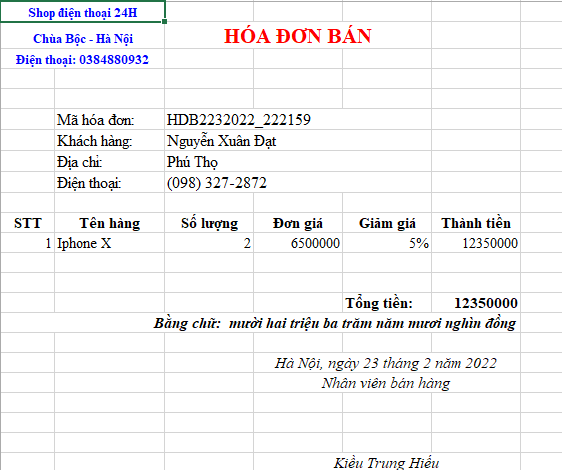 Shop điện thoại 24H
Chùa Bộc - Hà Nội
Điện thoại: 0384880932
HÓA ĐƠN BÁN
Mã hóa đơn: HDB2232022_222159
Khách hàng: Nguyễn Xuân Đạt
Địa chỉ: Phú Thọ
Điện thoại: (098) 327-2872
STT Tên hàng Số lượng Đơn giá Giảm giá Thành tiền
1 Iphone X 2 6500000 5% 12350000
Tổng tiền: 12350000
Bằng chữ: mười hai triệu ba trăm năm mươi nghìn đồng
Hà Nội, ngày 23 tháng 2 năm 2022
Nhân viên bán hàng
Kiều Trung Hiếu